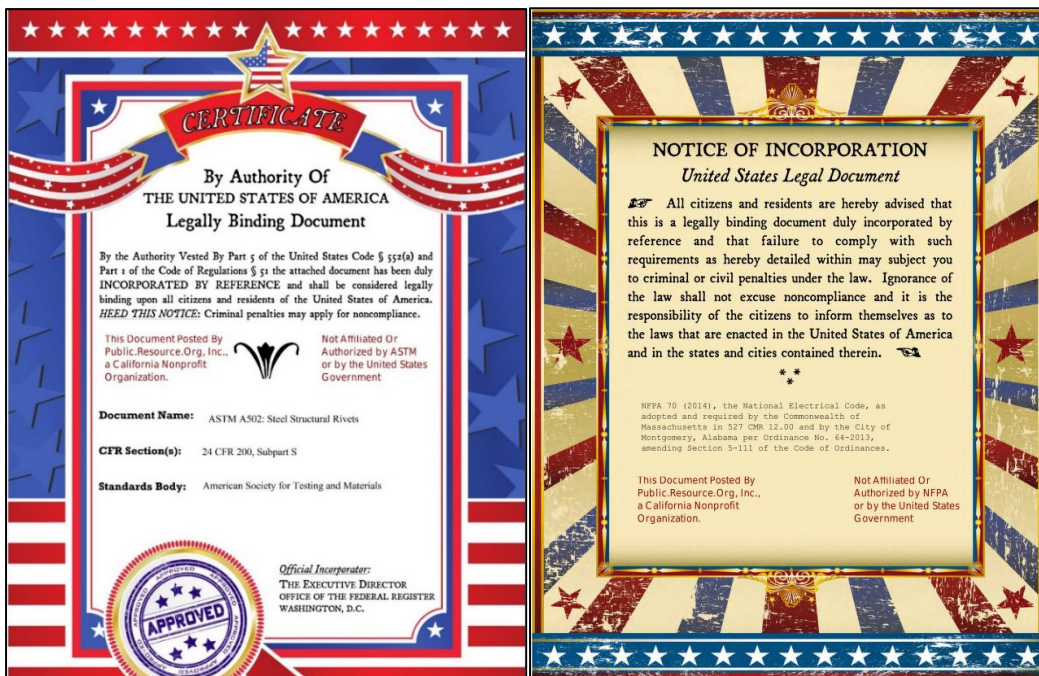 CERTIFICATE
By Authority Of
THE UNITED STATES OF AMERICA
Legally Binding Document
By the Authority Vested By Part 5 of the United States Code § 552(a) and
Part 1 of the Code of Regulations § 51 the attached document has been duly
INCORPORATED BY REFERENCE and shall be considered legally
binding upon all citizens and residents of the United States of America.
HEED THIS NOTICE: Criminal penalties may apply for noncompliance.
This Document Posted By
Public.Resource.Org, Inc.,
a California Nonprofit
Organization.
Not Affiliated Or
Authorized by ASTM
or by the United States
Government
Document Name: ASTM A502: Steel Structural Rivets
CFR Section(s): 24 CFR 200, Subpart S
Standards Body: American Society for Testing and Materials
Official Incorporator:
THE EXECUTIVE DIRECTOR
OFFICE OF THE FEDERAL REGISTER
WASHINGTON, D.C.
APPROVED
APPROVED
APPROVED
APPROVED
NOTICE OF INCORPORATION
United States Legal Document
☞ All citizens and residents are hereby advised that
this is a legally binding document duly incorporated by
reference and that failure to comply with such
requirements as hereby detailed within may subject you
to criminal or civil penalties under the law. Ignorance of
the law shall not excuse noncompliance and it is the
responsibility of the citizens to inform themselves as to
the laws that are enacted in the United States of America
and in the states and cities contained therein. ☜
* *
*
NFPA 70 (2014), the National Electrical Code, as
adopted and required by the Commonwealth of
Massachusetts in 527 CMR 12.00 and by the City of
Montgomery, Alabama per Ordinance No. 64-2013,
amending Section 5-111 of the Code of Ordinances.
This Document Posted By
Public.Resource.Org, Inc.,
a California Nonprofit
Organization.
Not Affiliated Or
Authorized by NFPA
or by the United States
Government